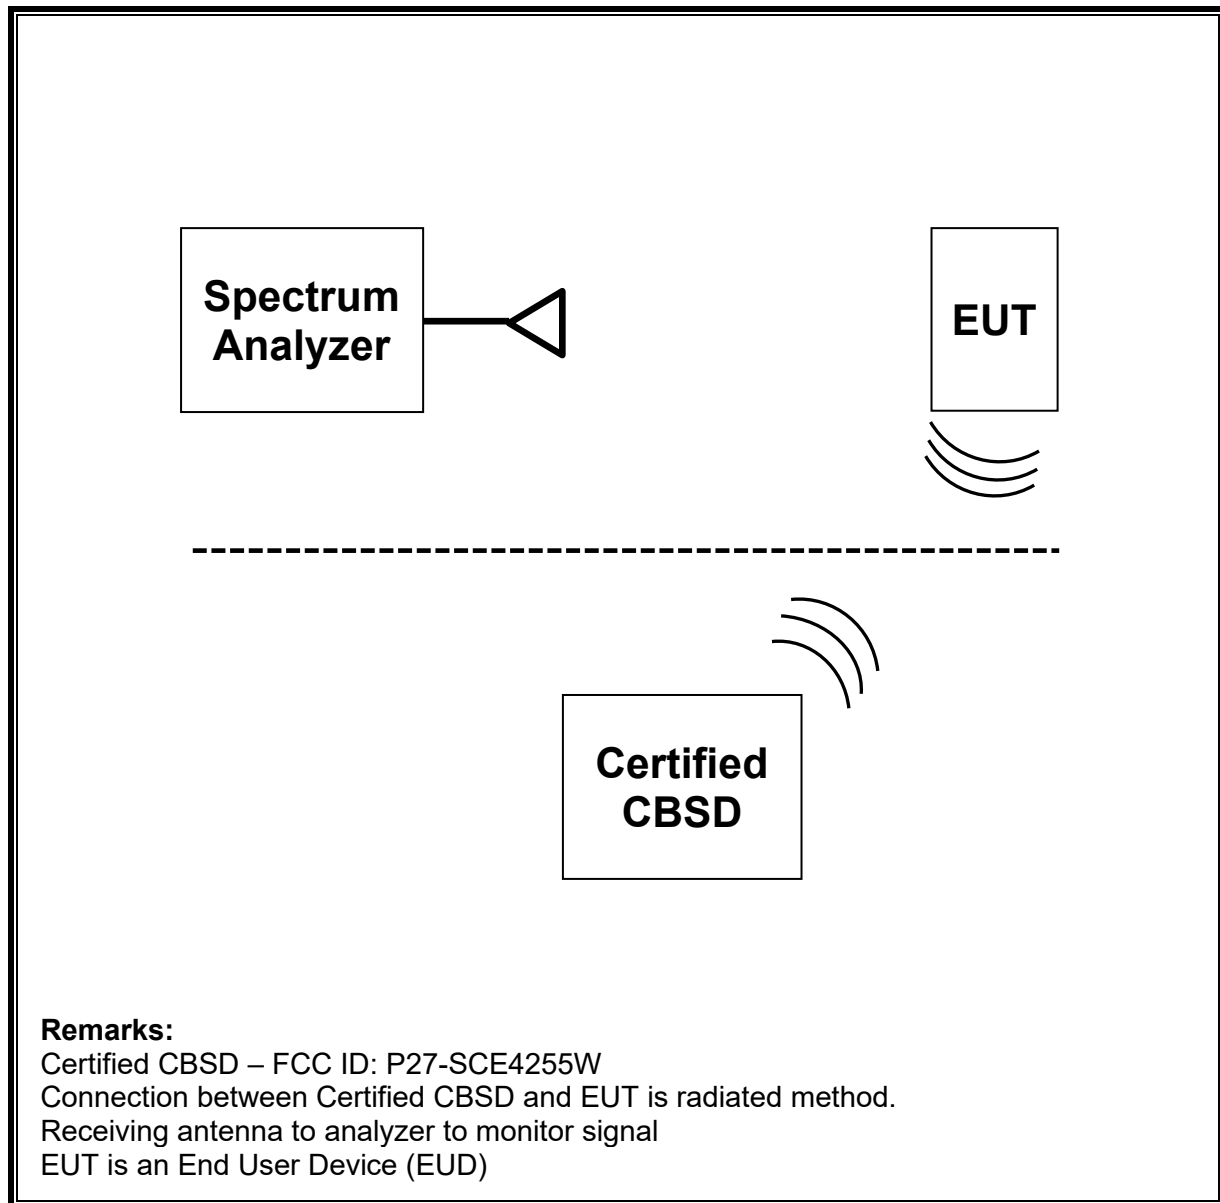 Spectrum
Analyzer
EUT
Certified
CBSD
Remarks:
Certified CBSD – FCC ID: P27-SCE4255W
Connection between Certified CBSD and EUT is radiated method.
Receiving antenna to analyzer to monitor signal
EUT is an End User Device (EUD)